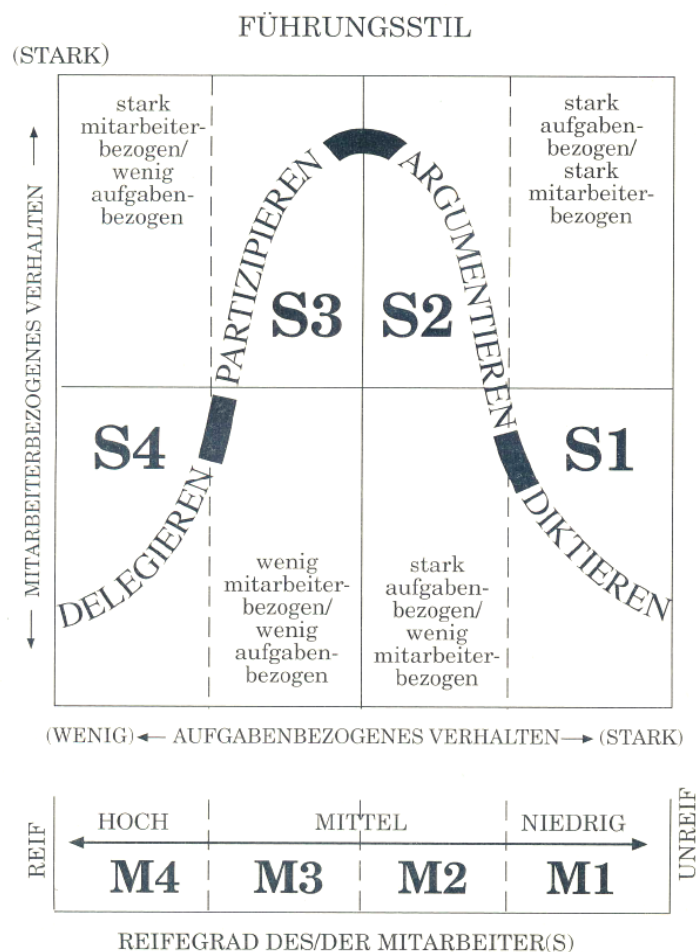 FÜHRUNGSSTIL
(STARK)
stark
mitarbeiter-
bezogen/
wenig
aufgaben-
bezogen
stark
aufgaben-
bezogen/
stark
mitarbeiter-
bezogen
MITARBEITERBEZOGENES VERHALTEN
PARTIZIPIEREN
ARGUMENTIEREN
S3
S2
S4
S1
DELEGIEREN
DIKTIEREN
wenig
mitarbeiter-
bezogen/
wenig
aufgaben-
bezogen
stark
aufgaben-
bezogen/
wenig
mitarbeiter-
bezogen
(WENIG) AUFGABENBEZOGENES VERHALTEN (STARK)
REIF
HOCH MITTEL NIEDRIG
UNREIF
M4 M3 M2 M1
REIFEGRAD DES/DER MITARBEITER(S)